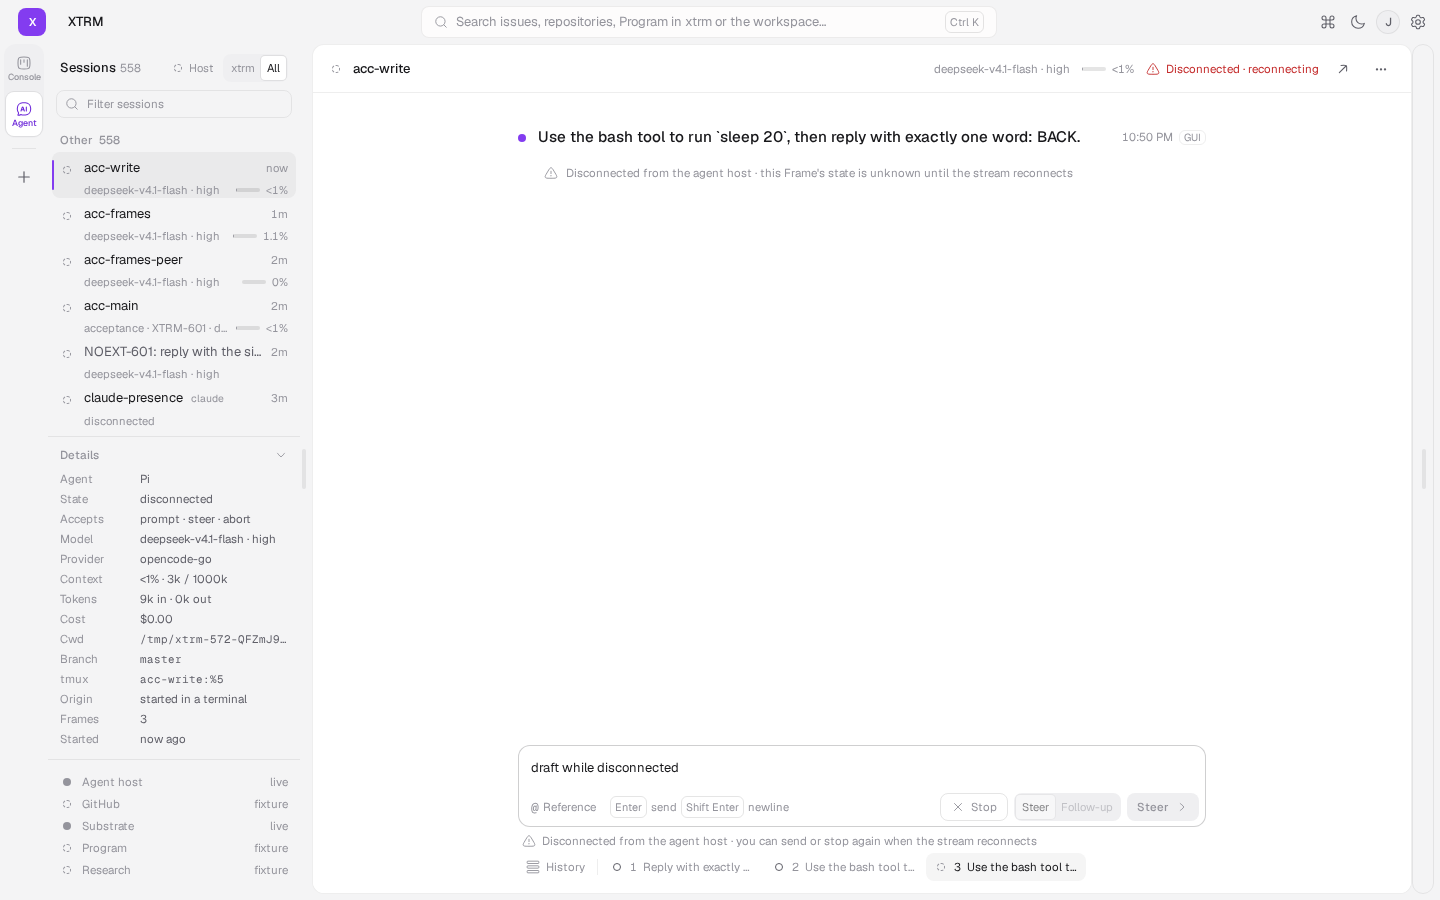 X XTRM Search issues, repositories, Program in xtrm or the workspace... Ctrl K J
Console
Agent
Sessions 558 Host xtrm All
Filter sessions
Other 558
acc-write now
deepseek-v4.1-flash · high <1%
acc-frames 1m
deepseek-v4.1-flash · high 1.1%
acc-frames-peer 2m
deepseek-v4.1-flash · high 0%
acc-main 2m
acceptance · XTRM-601 · d... <1%
NOEXT-601: reply with the si... 2m
deepseek-v4.1-flash · high
claude-presence claude 3m
disconnected
Details
Agent Pi
State disconnected
Accepts prompt · steer · abort
Model deepseek-v4.1-flash · high
Provider opencode-go
Context <1% · 3k / 1000k
Tokens 9k in · 0k out
Cost $0.00
Cwd /tmp/xtrm-572-QFZmJ9...
Branch master
tmux acc-write:%5
Origin started in a terminal
Frames 3
Started now ago
Agent host live
GitHub fixture
Substrate live
Program fixture
Research fixture
acc-write deepseek-v4.1-flash · high <1% Disconnected · reconnecting
Use the bash tool to run `sleep 20`, then reply with exactly one word: BACK. 10:50 PM GUI
Disconnected from the agent host · this Frame's state is unknown until the stream reconnects
draft while disconnected
@ Reference Enter send Shift Enter newline Stop Steer Follow-up Steer
Disconnected from the agent host · you can send or stop again when the stream reconnects
History 1 Reply with exactly ... 2 Use the bash tool t... 3 Use the bash tool t...